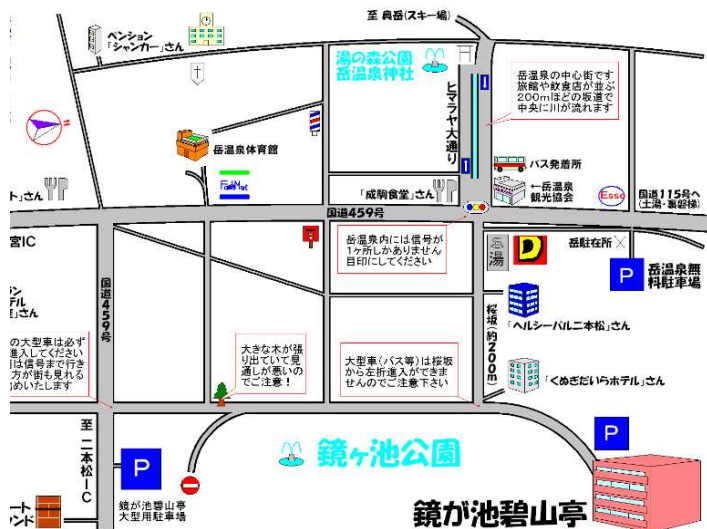 至 奥岳(スキー場)
ペンション
「シャンカー」さん
湯の森公園
岳温泉神社
岳温泉の中心街です
旅館や飲食店が並ぶ
200mほどの坂道で
中央に川が流れます
ヒマラヤ大通り
岳温泉体育館
バス発着所
FamilyMart
「成駒食堂」さん
←岳温泉
観光協会
Esso
国道115号へ
(土湯・裏磐梯)
ト」さん
国道459号
宮IC
岳温泉内には信号が
1ヶ所しかありません
目印にしてください
湯
D
岳駐在所
P
岳温泉無
料駐車場
国道459号
ラン
テル
」さん
桜坂(約200m)
「ヘルシーパル二本松」さん
の大型車は必ず
進入してください
は信号まで行き
方が街も見れる
めいたします
大きな木が張
り出ていて見
通しが悪いの
でご注意！
大型車(バス等)は桜坂
から左折進入ができま
せんのでご注意下さい
「くぬぎだいらホテル」さん
至 二本松IC
P
鏡ヶ池公園
P
鏡が池碧山亭
大型用駐車場
鏡が池碧山亭
ート
ンド